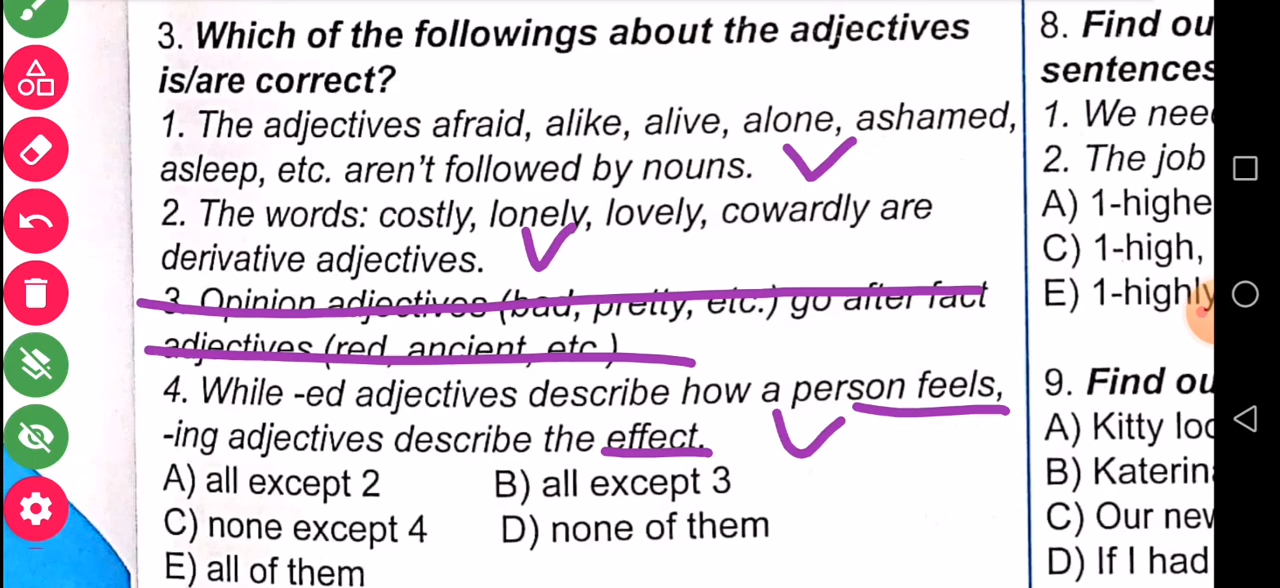 3. Which of the followings about the adjectives
is/are correct?
1. The adjectives afraid, alike, alive, alone, ashamed,
asleep, etc. aren't followed by nouns.
2. The words: costly, lonely, lovely, cowardly are
derivative adjectives.
3. Opinion adjectives (bad, pretty, etc.) go after fact
adjectives (red, ancient, etc.)
4. While -ed adjectives describe how a person feels,
-ing adjectives describe the effect.
A) all except 2 B) all except 3
C) none except 4 D) none of them
E) all of them
8. Find ou
sentences
1. We nee
2. The job
A) 1-highe
C) 1-high,
E) 1-highly
9. Find ou
A) Kitty loo
B) Katerin
C) Our nev
D) If I had